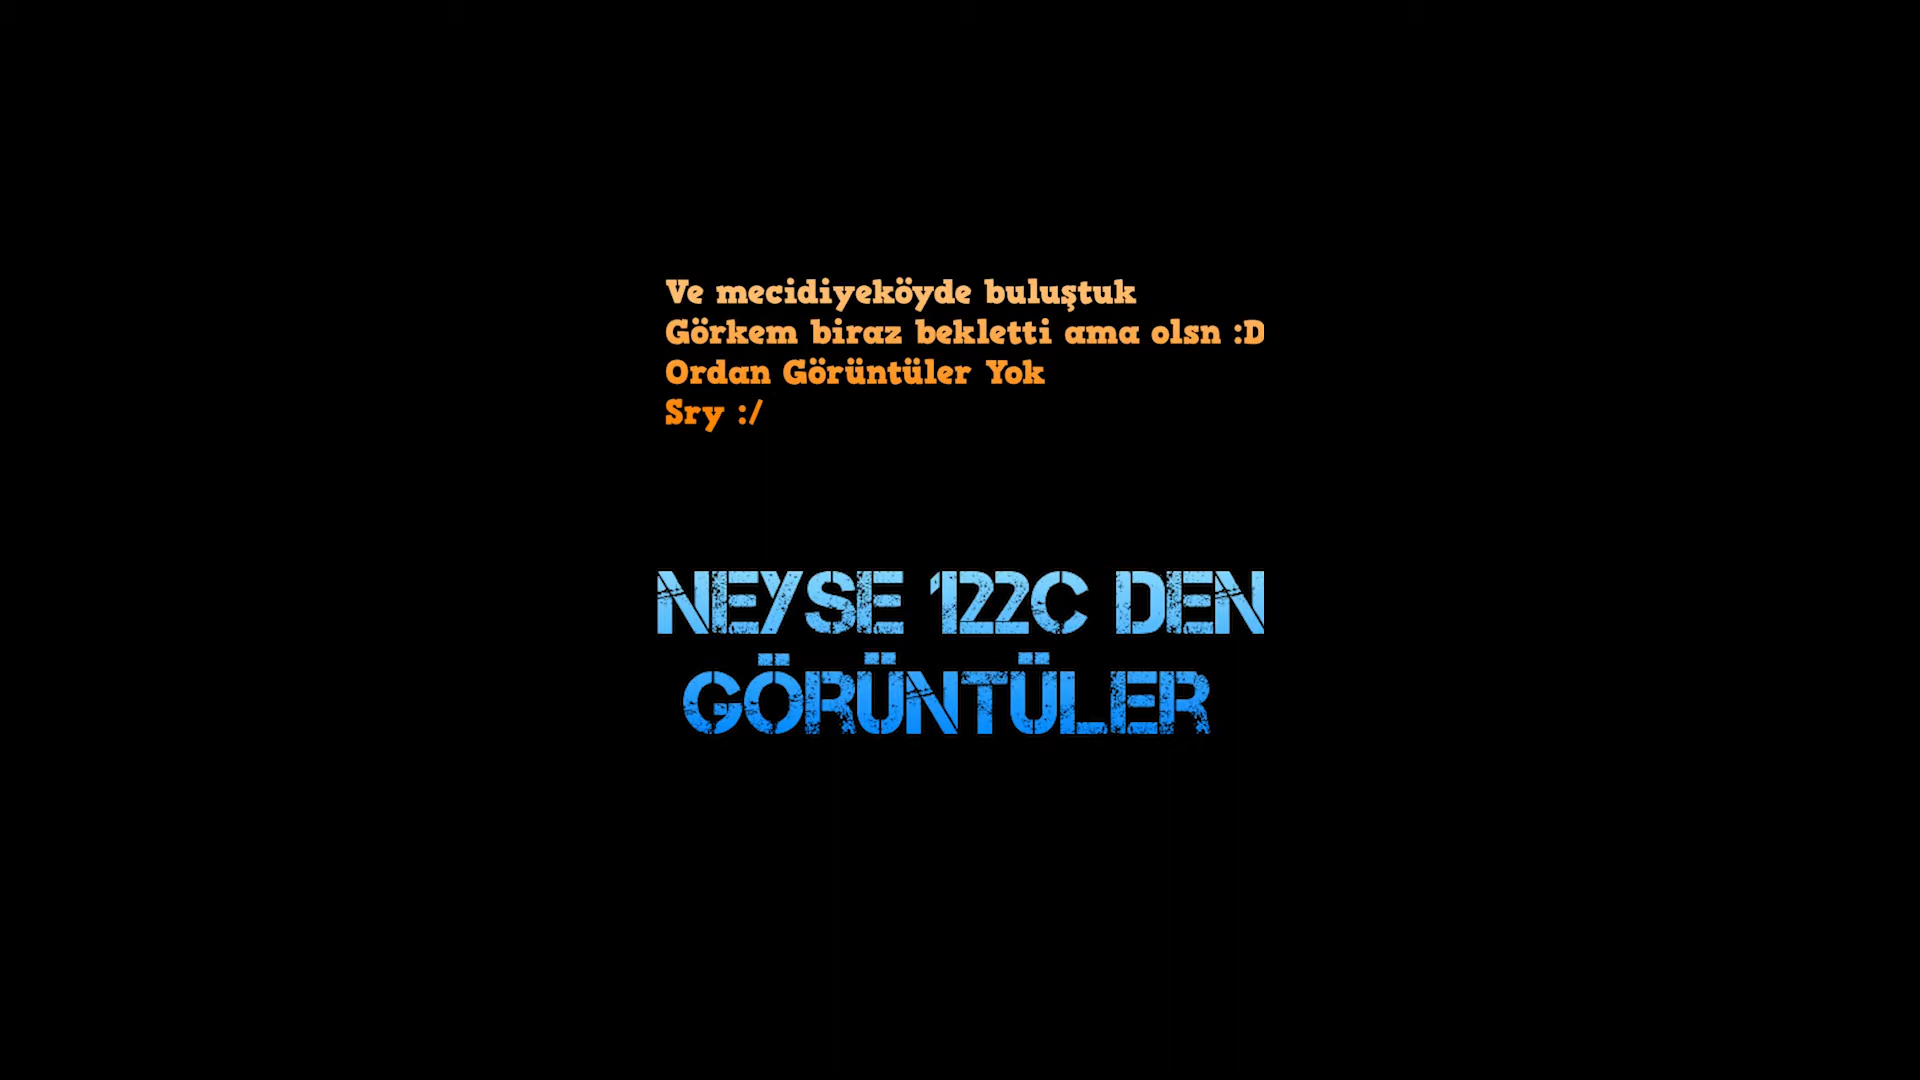 Ve mecidiyeköyde buluştuk
Görkem biraz bekletti ama olsn :D
Ordan Görüntüler Yok
Sry :/
NEYSE 122C DEN
GÖRÜNTÜLER